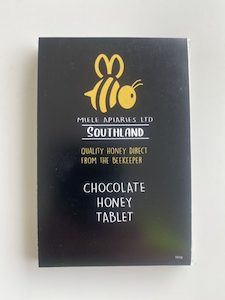 MIELE APIARIES LTD
SOUTHLAND
QUALITY HONEY DIRECT
FROM THE BEEKEEPER
CHOCOLATE
HONEY
TABLET